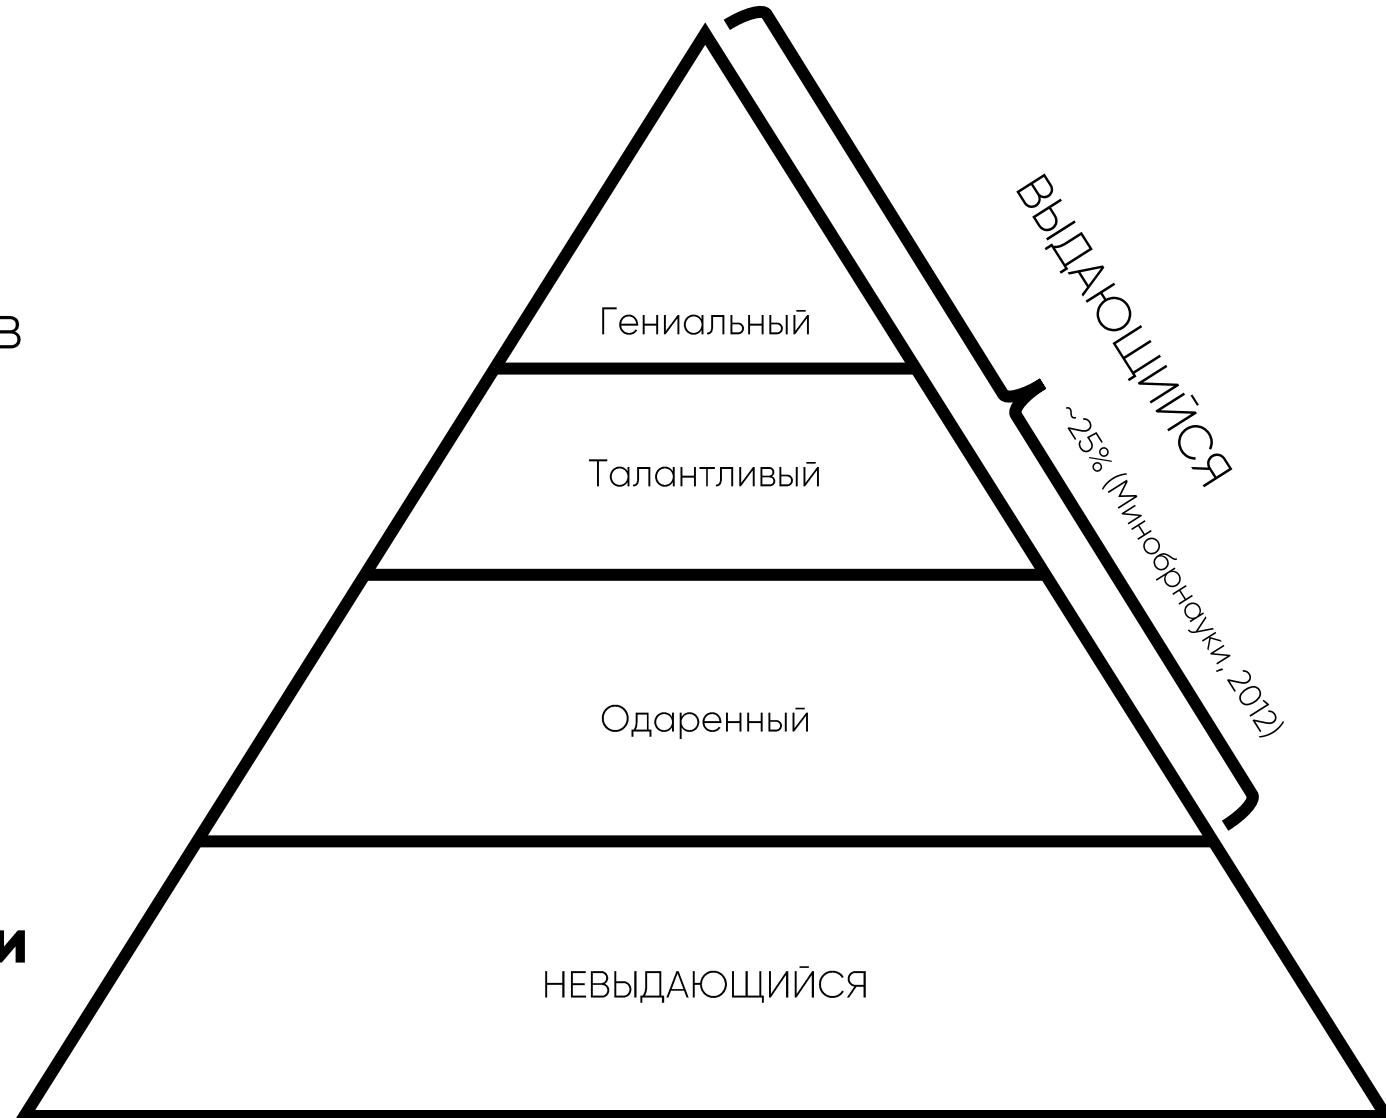 ВЫДАЮЩИЙСЯ
~25% (Минобрнауки, 2012)
Гениальный
в
Талантливый
Одаренный
и
НЕВЫДАЮЩИЙСЯ